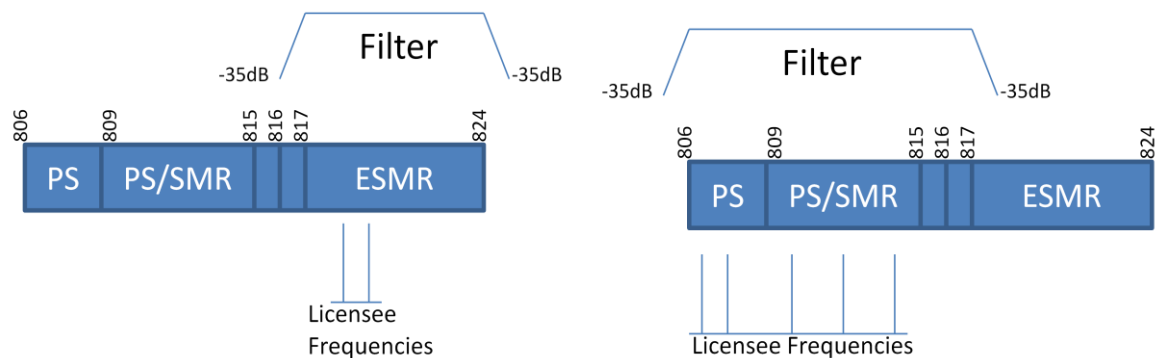 Filter
-35dB
-35dB
806
809
815
816
817
824
PS
PS/SMR
ESMR
Licensee
Frequencies
Filter
-35dB
-35dB
806
809
815
816
817
824
PS
PS/SMR
ESMR
Licensee Frequencies